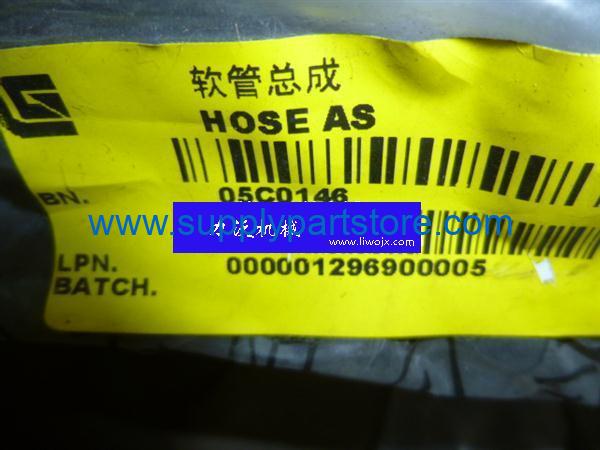 软管总成
HOSE AS
BN. 05C0146
www.supplypartstore.com
www.liwojx.com
LPN. 000001296900005
BATCH.